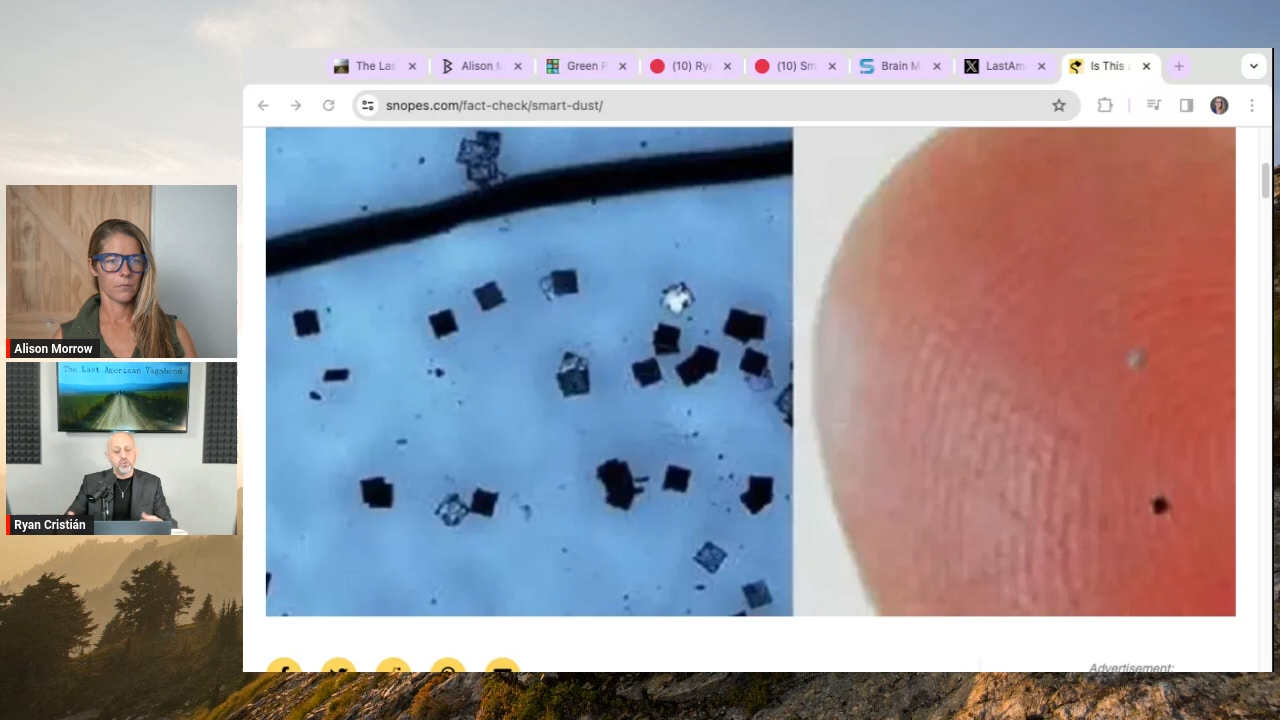 The Las
Alison M
Green F
(10) Ry
(10) Sm
Brain M
LastAm
Is This
snopes.com/fact-check/smart-dust/
Alison Morrow
The Last American Vagabond
Ryan Cristián
Advertisement: